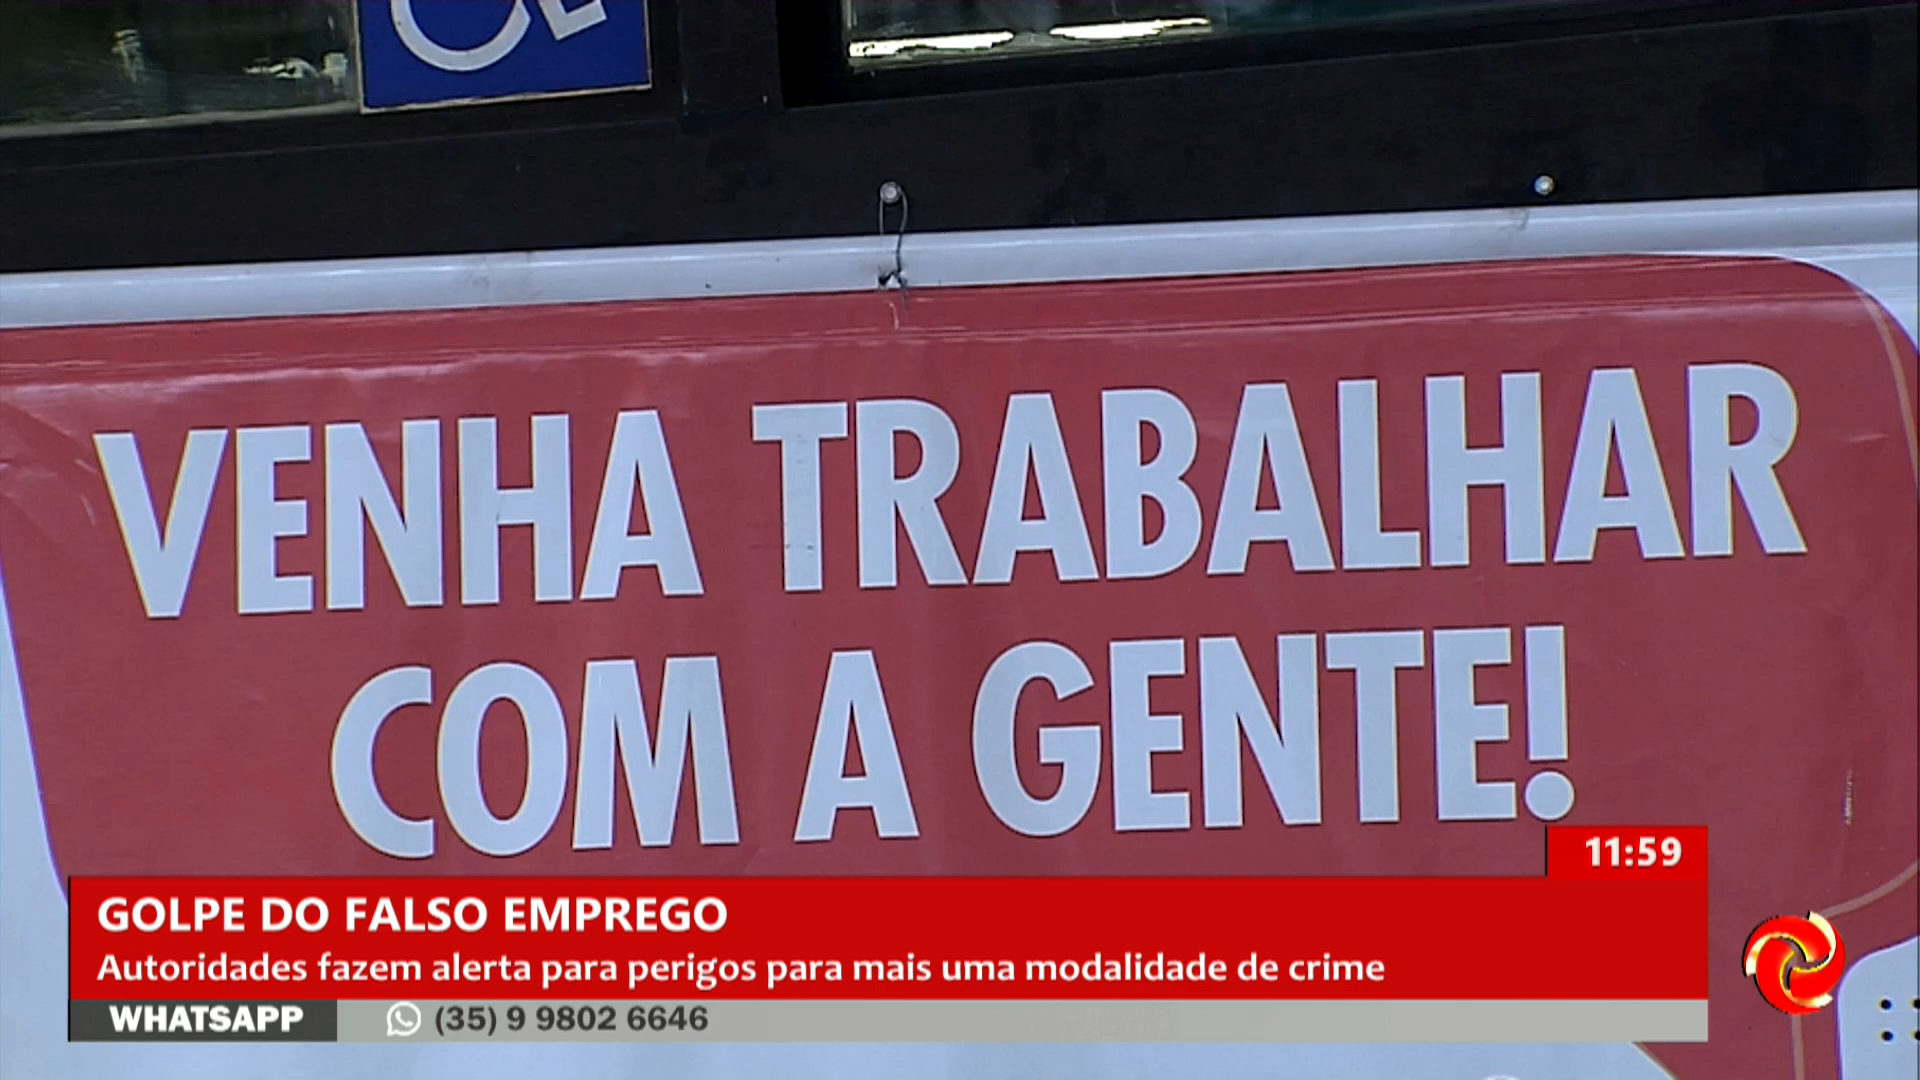 VENHA TRABALHAR
COM A GENTE!
11:59
GOLPE DO FALSO EMPREGO
Autoridades fazem alerta para perigos para mais uma modalidade de crime
WHATSAPP (35) 9 9802 6646